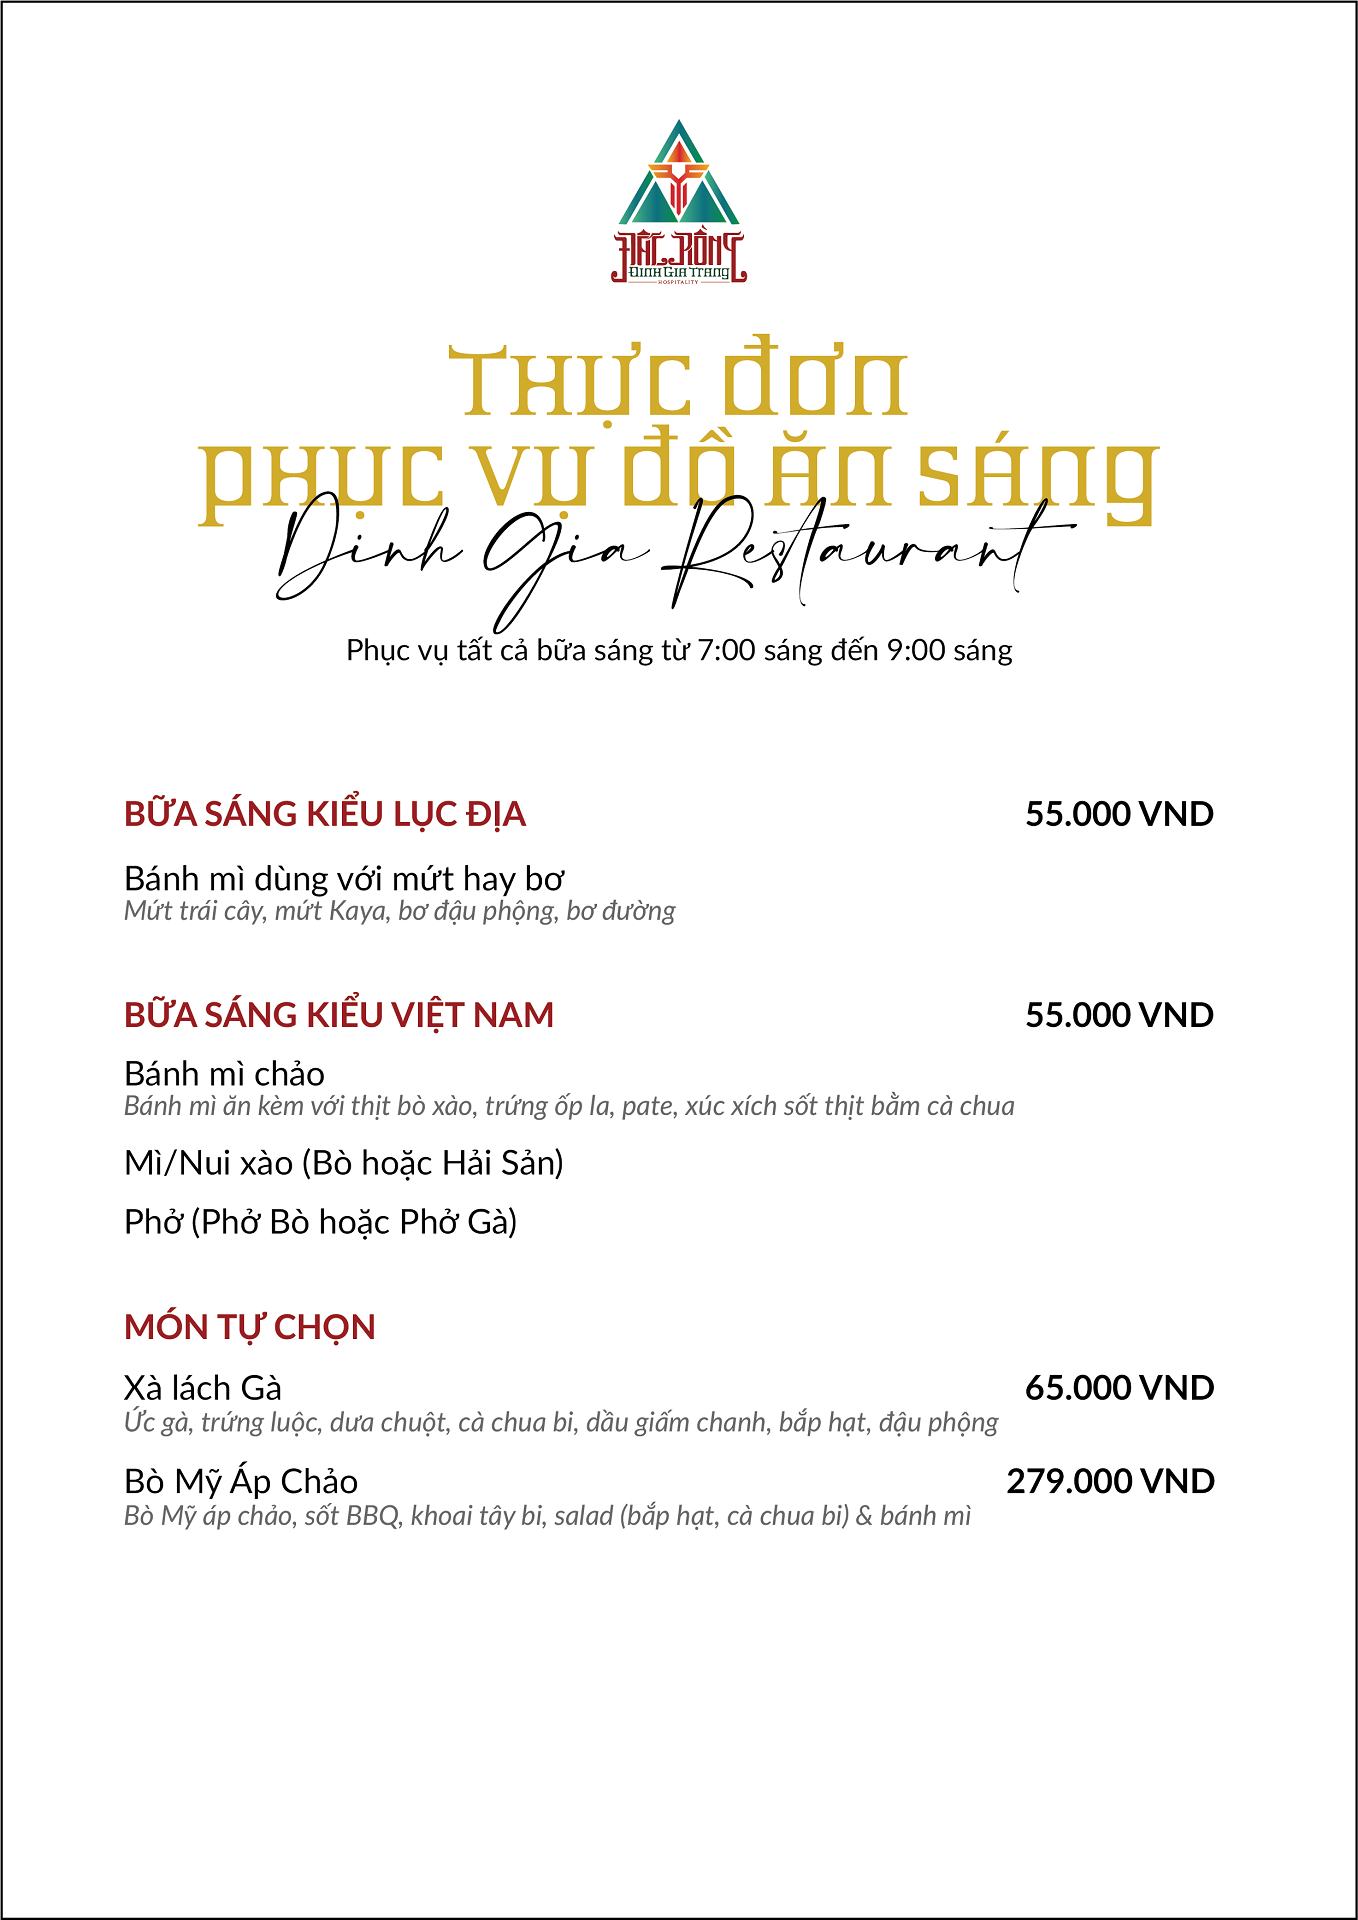 ĐẤT RỒNG
ĐINH GIA TRANG
HOSPITALITY
THỰC ĐƠN
PHỤC VỤ ĐỒ ĂN SÁNG
Dinh Gia Restaurant
Phục vụ tất cả bữa sáng từ 7:00 sáng đến 9:00 sáng
BỮA SÁNG KIỂU LỤC ĐỊA 55.000 VND
Bánh mì dùng với mứt hay bơ
Mứt trái cây, mứt Kaya, bơ đậu phộng, bơ đường
BỮA SÁNG KIỂU VIỆT NAM 55.000 VND
Bánh mì chảo
Bánh mì ăn kèm với thịt bò xào, trứng ốp la, pate, xúc xích sốt thịt bằm cà chua
Mì/Nui xào (Bò hoặc Hải Sản)
Phở (Phở Bò hoặc Phở Gà)
MÓN TỰ CHỌN
Xà lách Gà 65.000 VND
Ức gà, trứng luộc, dưa chuột, cà chua bi, dầu giấm chanh, bắp hạt, đậu phộng
Bò Mỹ Áp Chảo 279.000 VND
Bò Mỹ áp chảo, sốt BBQ, khoai tây bi, salad (bắp hạt, cà chua bi) & bánh mì